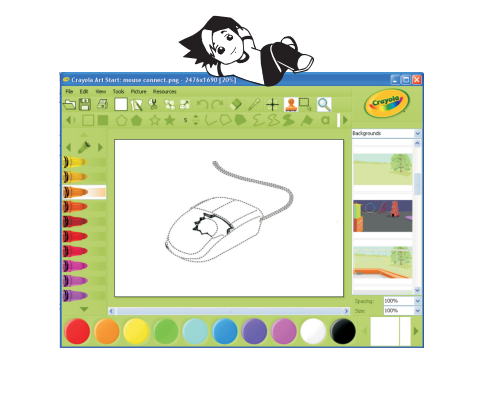 Crayola Art Start: mouse connect.png - 2476x1690 [20%]
File Edit View Tools Picture Resources
Crayola
5
a
Backgrounds
Spacing: 100%
Size: 100%